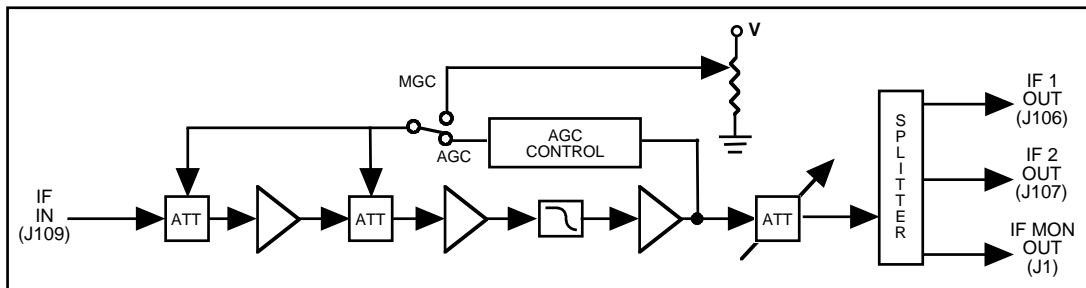 V
MGC
AGC
CONTROL
AGC
IF
IN
(J109)
ATT
ATT
ATT
SPLITTER
IF 1
OUT
(J106)
IF 2
OUT
(J107)
IF MON
OUT
(J1)